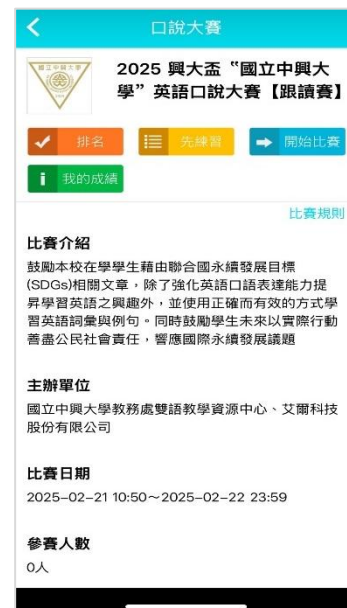 口說大賽
2025 興大盃“國立中興大
學”英語口說大賽【跟讀賽】
排名
先練習
開始比賽
我的成績
比賽規則
比賽介紹
鼓勵本校在學學生藉由聯合國永續發展目標
(SDGs)相關文章，除了強化英語口語表達能力提
昇學習英語之興趣外，並使用正確而有效的方式學
習英語詞彙與例句。同時鼓勵學生未來以實際行動
善盡公民社會責任，響應國際永續發展議題
主辦單位
國立中興大學教務處雙語教學資源中心、艾爾科技
股份有限公司
比賽日期
2025-02-21 10:50～2025-02-22 23:59
參賽人數
0人